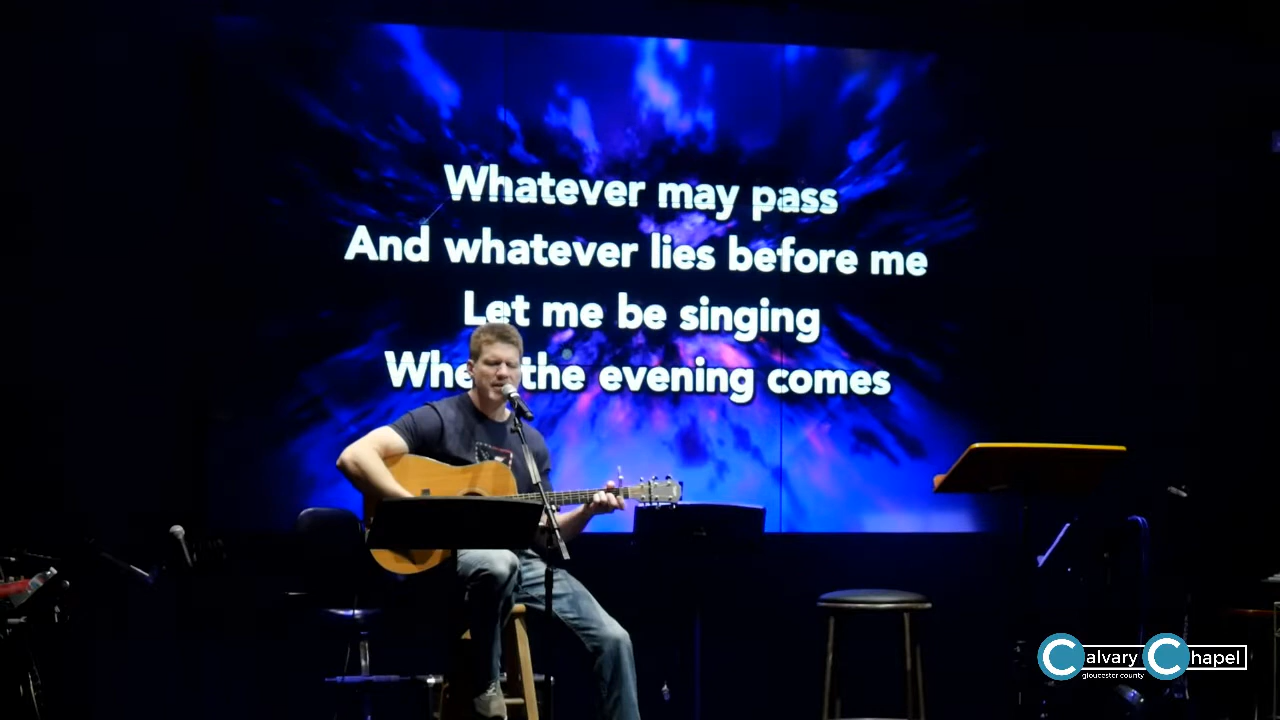 Whatever may pass
And whatever lies before me
Let me be singing
When the evening comes
Calvary Chapel
gloucester county